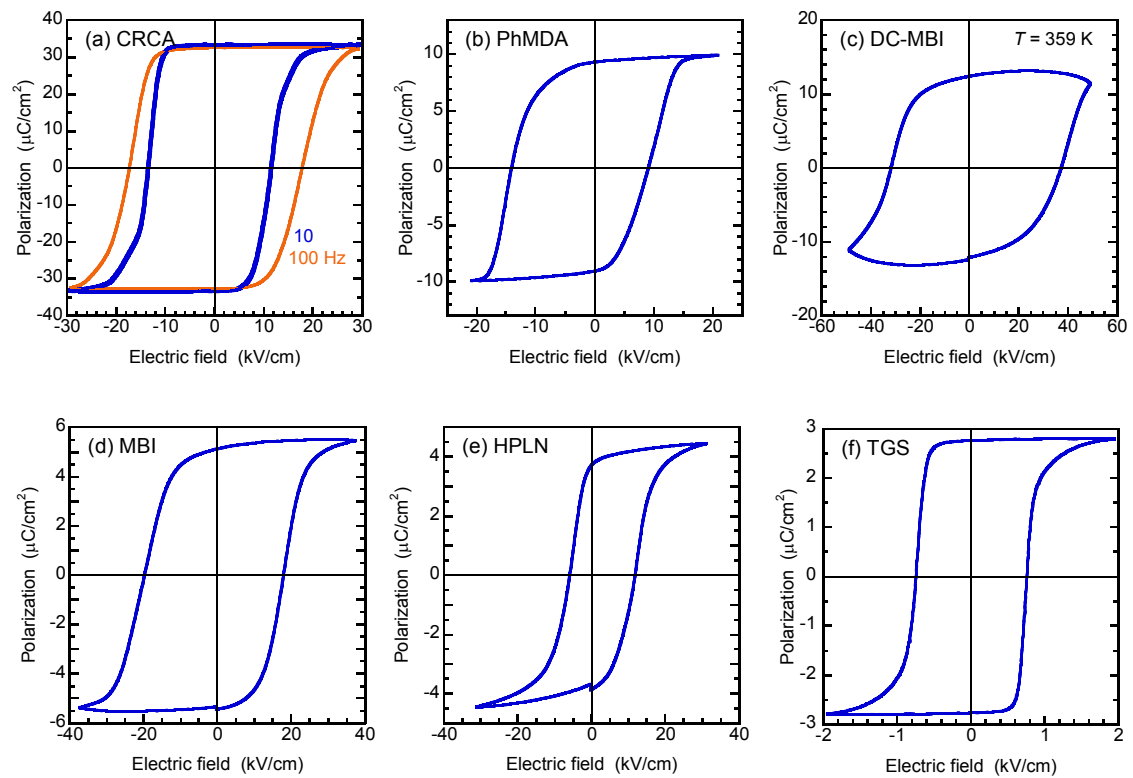 (a) CRCA
40
30
20
10
0
-10
-20
-30
-40
-30 -20 -10 0 10 20 30
Polarization (μC/cm²)
Electric field (kV/cm)
10
100 Hz
(b) PhMDA
10
5
0
-5
-10
-20 -10 0 10 20
Polarization (μC/cm²)
Electric field (kV/cm)
(c) DC-MBI
T = 359 K
20
10
0
-10
-20
-60 -40 -20 0 20 40 60
Polarization (μC/cm²)
Electric field (kV/cm)
(d) MBI
6
4
2
0
-2
-4
-6
-40 -20 0 20 40
Polarization (μC/cm²)
Electric field (kV/cm)
(e) HPLN
4
2
0
-2
-4
-40 -20 0 20 40
Polarization (μC/cm²)
Electric field (kV/cm)
(f) TGS
3
2
1
0
-1
-2
-3
-2 -1 0 1 2
Polarization (μC/cm²)
Electric field (kV/cm)